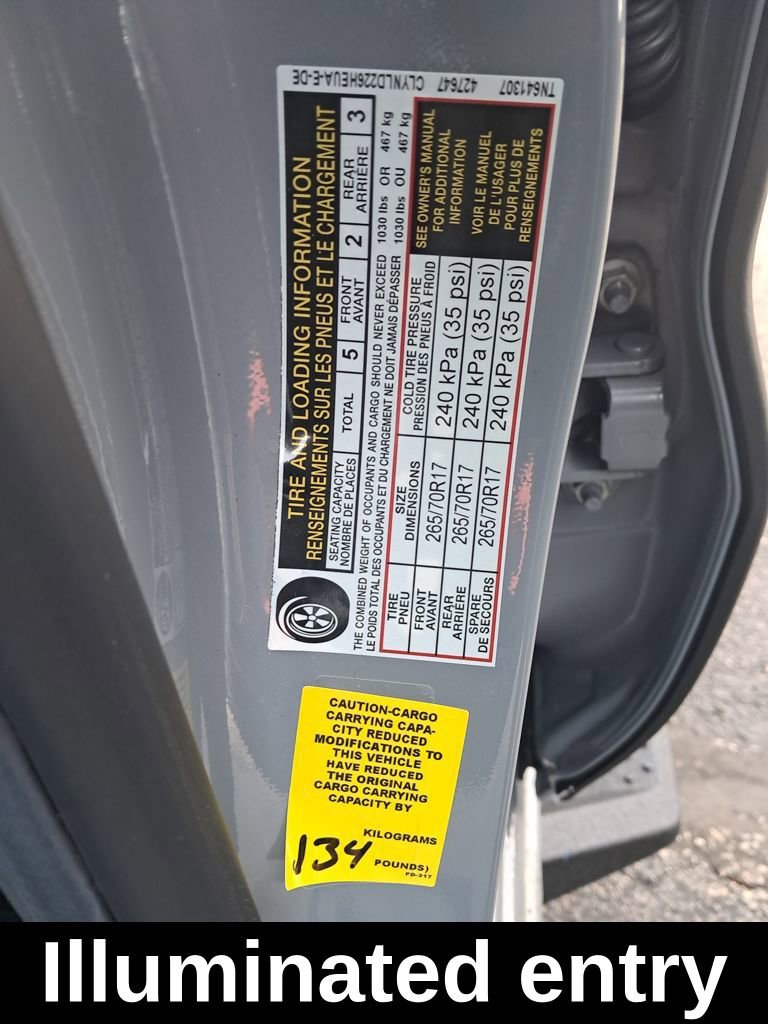 TN641307 427647 CLYNLD226HEUA-E-DE
TIRE AND LOADING INFORMATION
RENSEIGNEMENTS SUR LES PNEUS ET LE CHARGEMENT
SEATING CAPACITY
NOMBRE DE PLACES
TOTAL 5
FRONT
AVANT
2
REAR
ARRIÈRE
3
THE COMBINED WEIGHT OF OCCUPANTS AND CARGO SHOULD NEVER EXCEED 1030 lbs OR 467 kg
LE POIDS TOTAL DES OCCUPANTS ET DU CHARGEMENT NE DOIT JAMAIS DÉPASSER 1030 lbs OU 467 kg
TIRE
PNEU
SIZE
DIMENSIONS
COLD TIRE PRESSURE
PRESSION DES PNEUS À FROID
FRONT
AVANT
265/70R17
240 kPa (35 psi)
REAR
ARRIÈRE
265/70R17
240 kPa (35 psi)
SPARE
DE SECOURS
265/70R17
240 kPa (35 psi)
SEE OWNER'S MANUAL
FOR ADDITIONAL
INFORMATION
VOIR LE MANUEL
DE L'USAGER
POUR PLUS DE
RENSEIGNEMENTS
CAUTION-CARGO
CARRYING CAPA-
CITY REDUCED
MODIFICATIONS TO
THIS VEHICLE
HAVE REDUCED
THE ORIGINAL
CARGO CARRYING
CAPACITY BY
KILOGRAMS
134 POUNDS)
FD-317
Illuminated entry